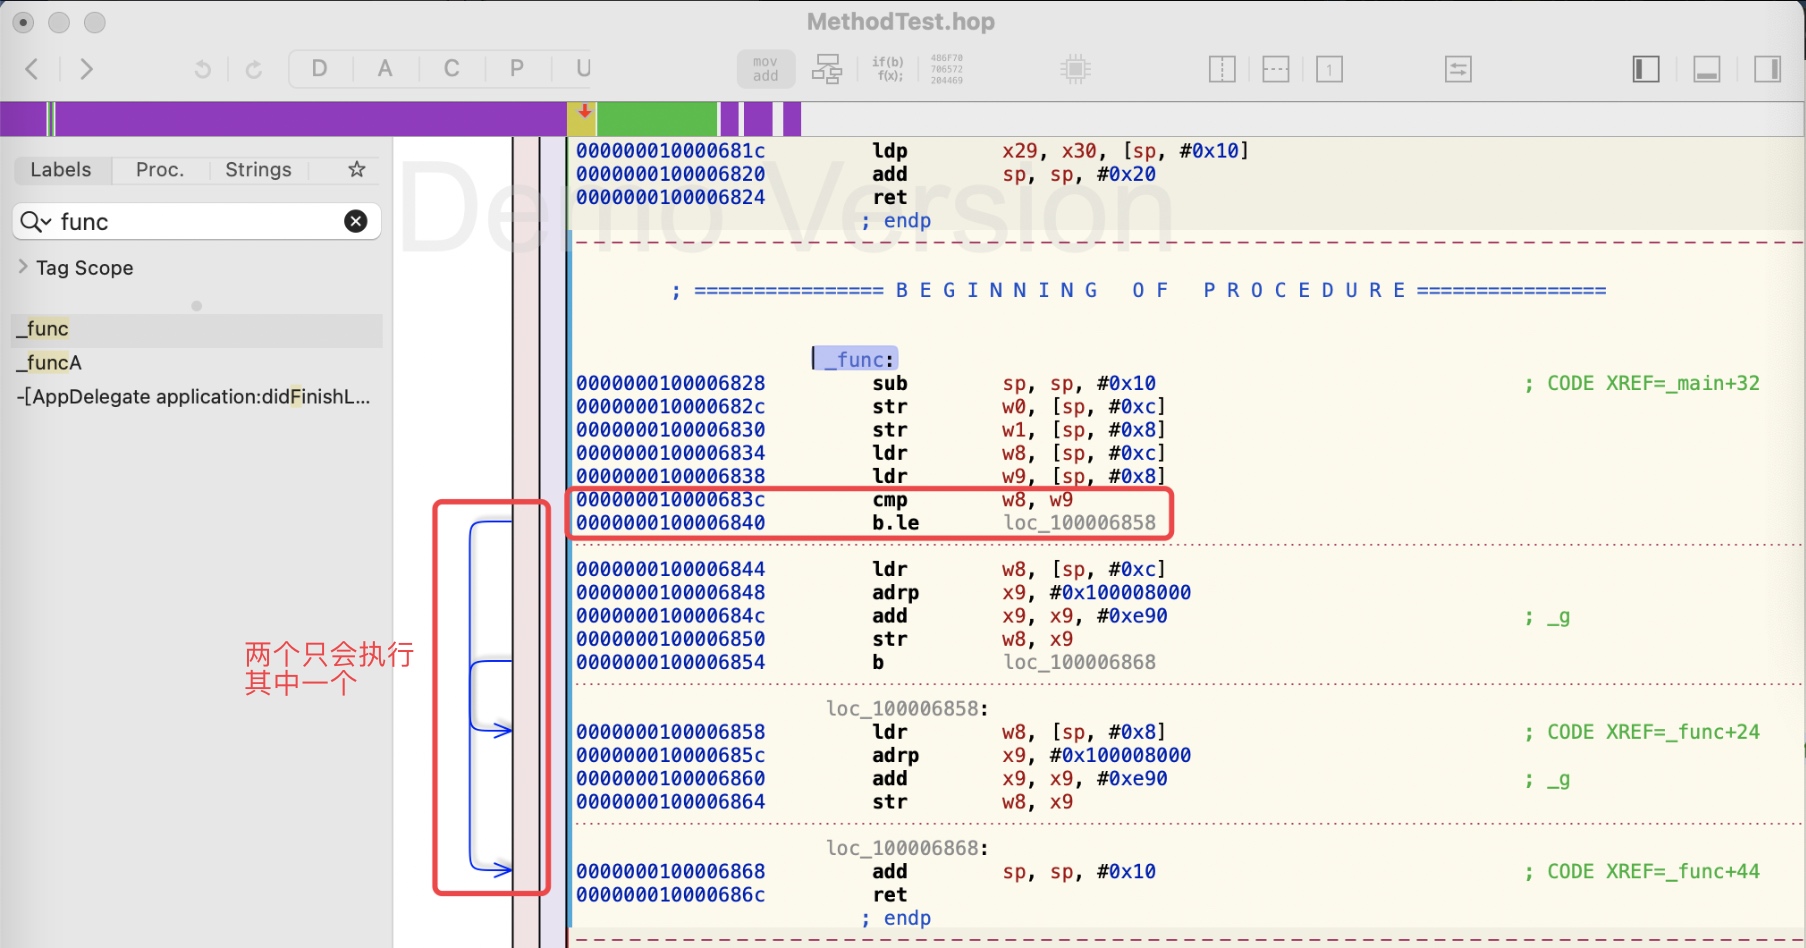 MethodTest.hop
D A C P U
mov
add
if(b)
f(x);
486F70
706572
204469
1
Labels Proc. Strings
func
Tag Scope
_func
_funcA
-[AppDelegate application:didFinishL...
Demo Version
000000010000681c ldp x29, x30, [sp, #0x10]
0000000100006820 add sp, sp, #0x20
0000000100006824 ret
; endp
; ================ B E G I N N I N G   O F   P R O C E D U R E ================
_func:
0000000100006828 sub sp, sp, #0x10 ; CODE XREF=_main+32
000000010000682c str w0, [sp, #0xc]
0000000100006830 str w1, [sp, #0x8]
0000000100006834 ldr w8, [sp, #0xc]
0000000100006838 ldr w9, [sp, #0x8]
000000010000683c cmp w8, w9
0000000100006840 b.le loc_100006858
0000000100006844 ldr w8, [sp, #0xc]
0000000100006848 adrp x9, #0x100008000
000000010000684c add x9, x9, #0xe90 ; _g
0000000100006850 str w8, x9
0000000100006854 b loc_100006868
loc_100006858:
0000000100006858 ldr w8, [sp, #0x8] ; CODE XREF=_func+24
000000010000685c adrp x9, #0x100008000
0000000100006860 add x9, x9, #0xe90 ; _g
0000000100006864 str w8, x9
loc_100006868:
0000000100006868 add sp, sp, #0x10 ; CODE XREF=_func+44
000000010000686c ret
; endp
两个只会执行
其中一个